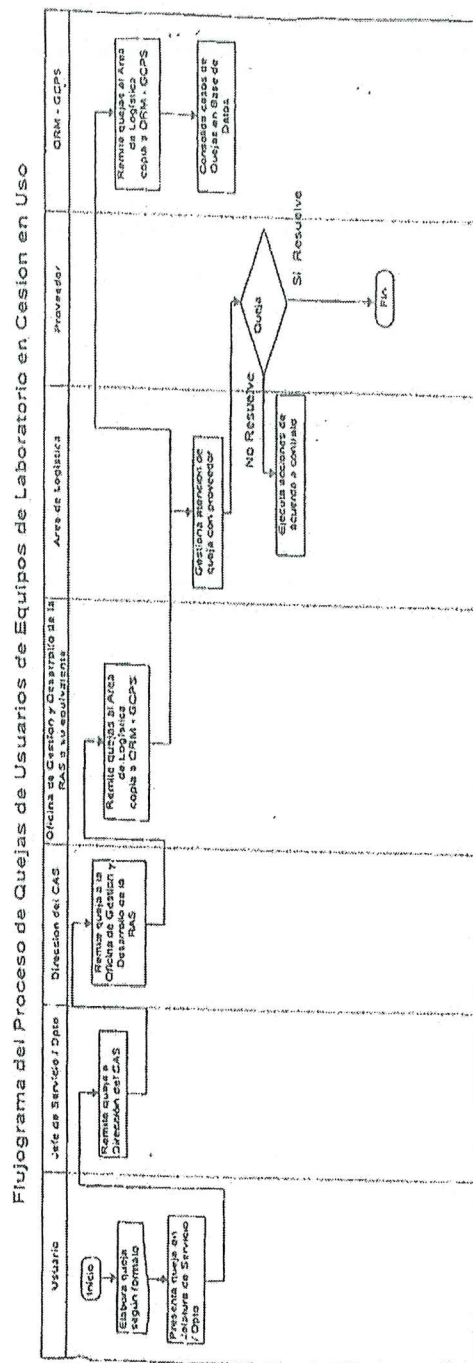 Flujograma del Proceso de Quejas de Usuarios de Equipos de Laboratorio en Cesion en Uso
Usuario
Jefe de Servicio / Dpto
Direccion del CAS
Oficina de Gestion y Desarrollo de la
RAS o su equivalente
Area de Logistica
Proveedor
ORM - GCPS
Inicio
Elabora queja
según formato
Presenta queja en
Jefatura de Servicio
/ Dpto
Remite queja a
Dirección del CAS
Remite queja a la
Oficina de Gestion y
Desarrollo de la
RAS
Remite quejas al Area
de Logistica
copia a ORM - GCPS
Gestiona atencion de
queja con proveedor
No Resuelve
Ejecuta acciones de
acuerdo a contrato
Queja
Si Resuelve
Fin
Remite quejas al Area
de Logistica
copia a ORM - GCPS
Consolida casos de
Quejas en Base de
Datos